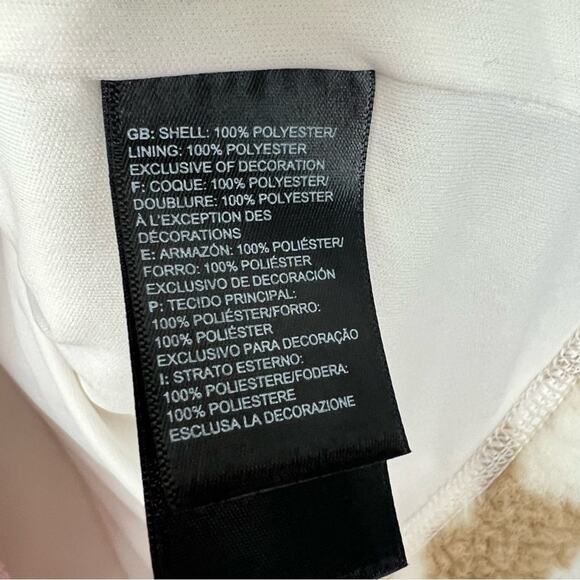 GB: SHELL: 100% POLYESTER/
LINING: 100% POLYESTER
EXCLUSIVE OF DECORATION
F: COQUE: 100% POLYESTER/
DOUBLURE: 100% POLYESTER
À L'EXCEPTION DES
DÉCORATIONS
E: ARMAZÓN: 100% POLIÉSTER/
FORRO: 100% POLIÉSTER
EXCLUSIVO DE DECORACIÓN
P: TECIDO PRINCIPAL:
100% POLIÉSTER/FORRO:
100% POLIÉSTER
EXCLUSIVO PARA DECORAÇÃO
I: STRATO ESTERNO:
100% POLIESTERE/FODERA:
100% POLIESTERE
ESCLUSA LA DECORAZIONE